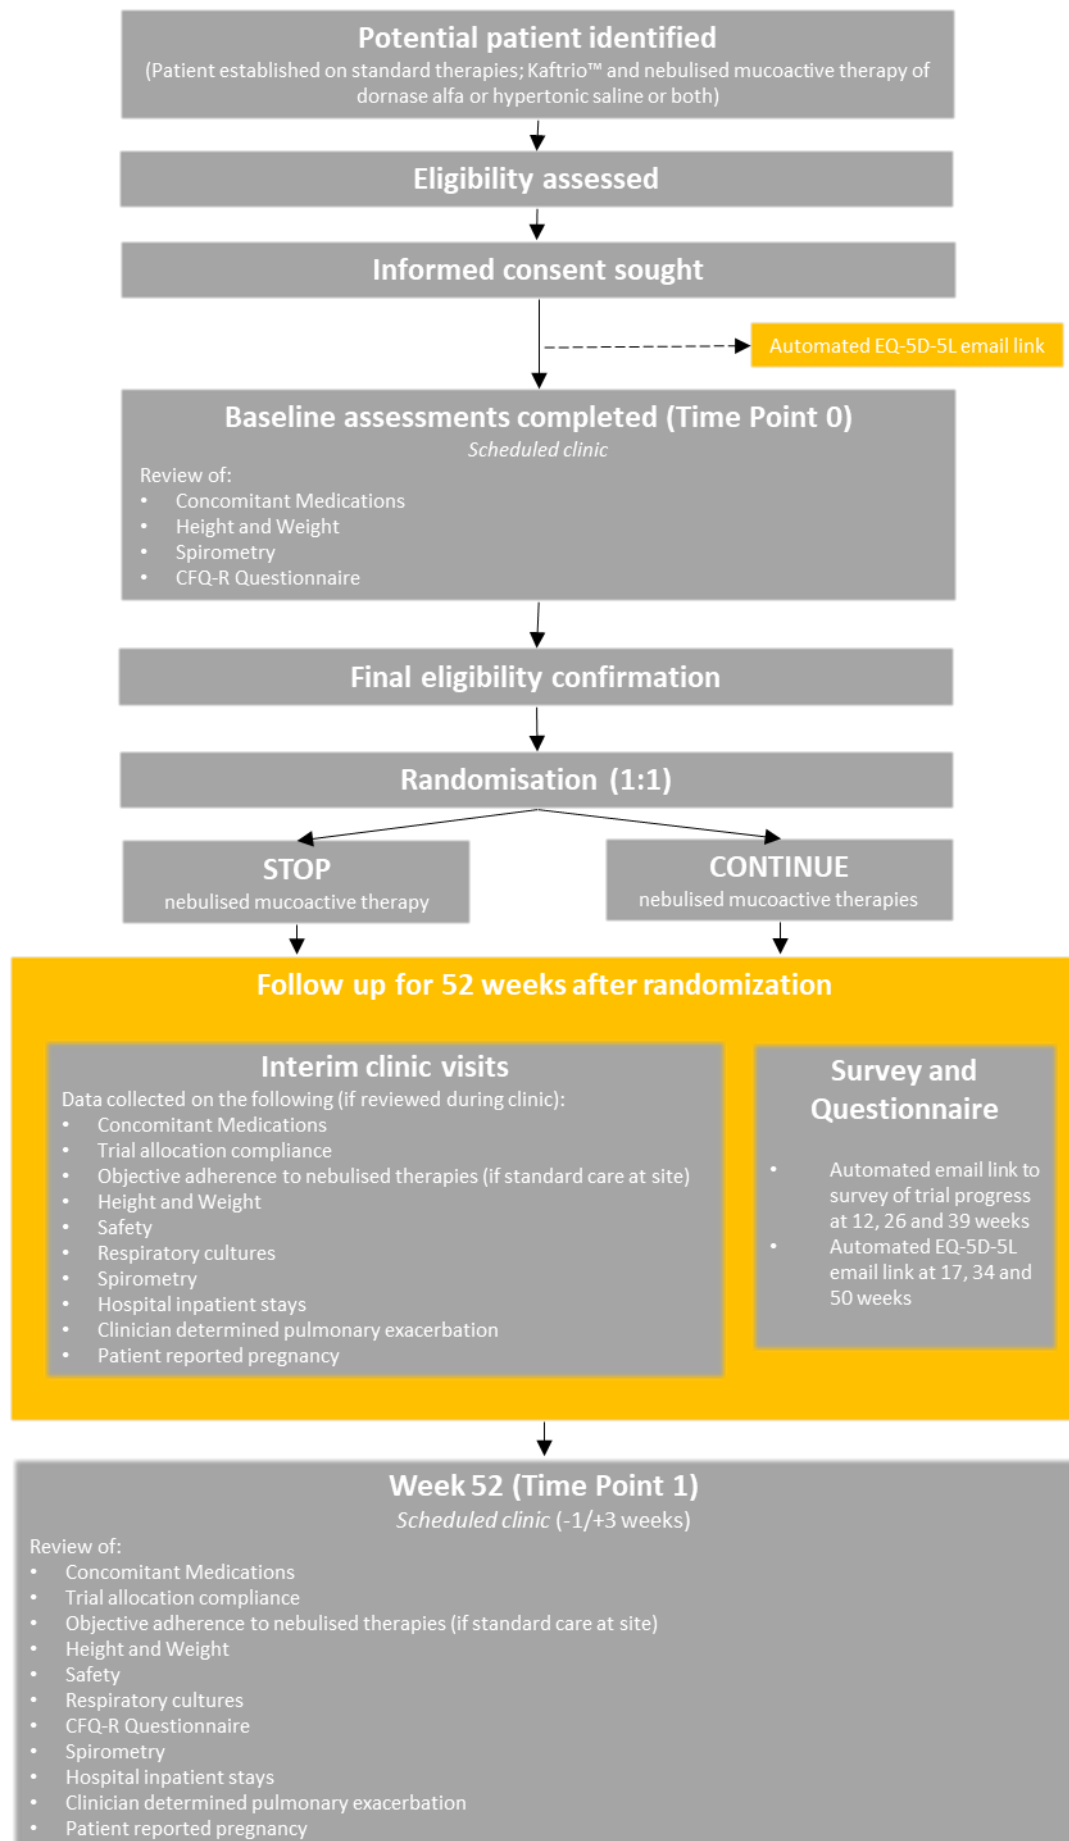 Potential patient identified
(Patient established on standard therapies; Kaftrio™ and nebulised mucoactive therapy of
dornase alfa or hypertonic saline or both)
Eligibility assessed
Informed consent sought
Automated EQ-5D-5L email link
Baseline assessments completed (Time Point 0)
Scheduled clinic
Review of:
• Concomitant Medications
• Height and Weight
• Spirometry
• CFQ-R Questionnaire
Final eligibility confirmation
Randomisation (1:1)
STOP
nebulised mucoactive therapy
CONTINUE
nebulised mucoactive therapies
Follow up for 52 weeks after randomization
Interim clinic visits
Data collected on the following (if reviewed during clinic):
• Concomitant Medications
• Trial allocation compliance
• Objective adherence to nebulised therapies (if standard care at site)
• Height and Weight
• Safety
• Respiratory cultures
• Spirometry
• Hospital inpatient stays
• Clinician determined pulmonary exacerbation
• Patient reported pregnancy
Survey and
Questionnaire
• Automated email link to
survey of trial progress
at 12, 26 and 39 weeks
• Automated EQ-5D-5L
email link at 17, 34 and
50 weeks
Week 52 (Time Point 1)
Scheduled clinic (-1/+3 weeks)
Review of:
• Concomitant Medications
• Trial allocation compliance
• Objective adherence to nebulised therapies (if standard care at site)
• Height and Weight
• Safety
• Respiratory cultures
• CFQ-R Questionnaire
• Spirometry
• Hospital inpatient stays
• Clinician determined pulmonary exacerbation
• Patient reported pregnancy